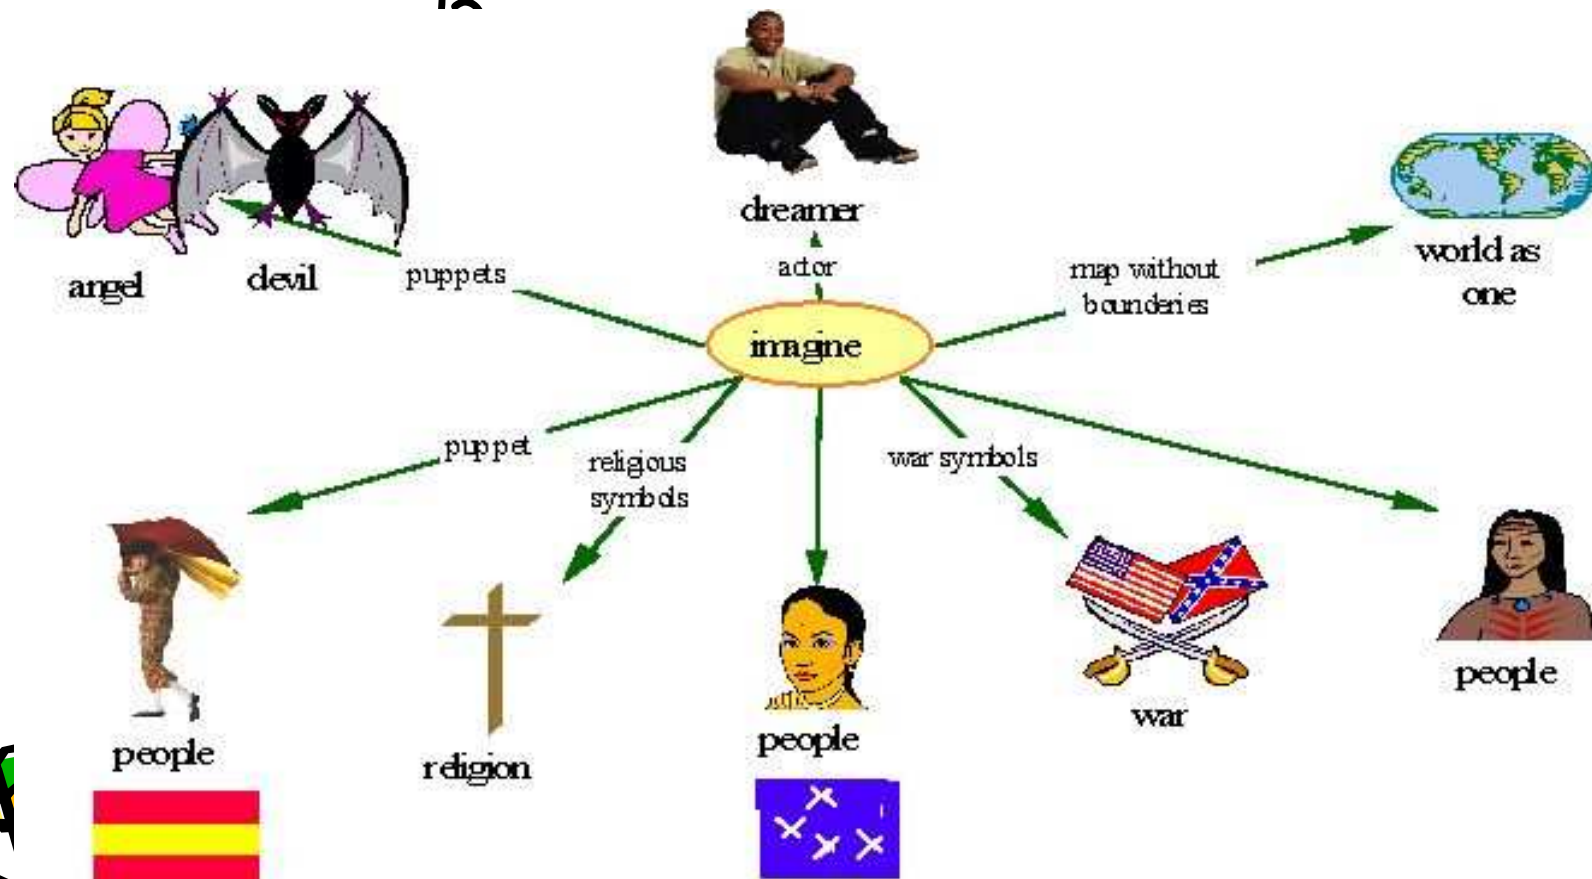 dreamer
actor
angel
devil
puppets
map without
bounderies
world as
one
imagine
puppet
religious
symbols
war symbols
people
religion
people
war
people